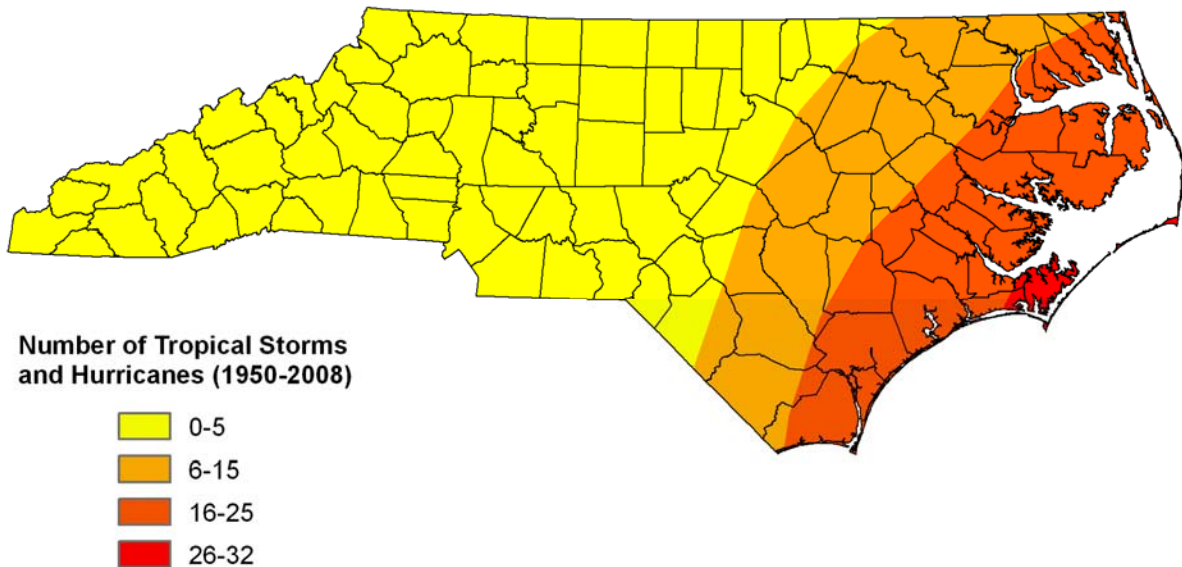 Number of Tropical Storms
and Hurricanes (1950-2008)
0-5
6-15
16-25
26-32